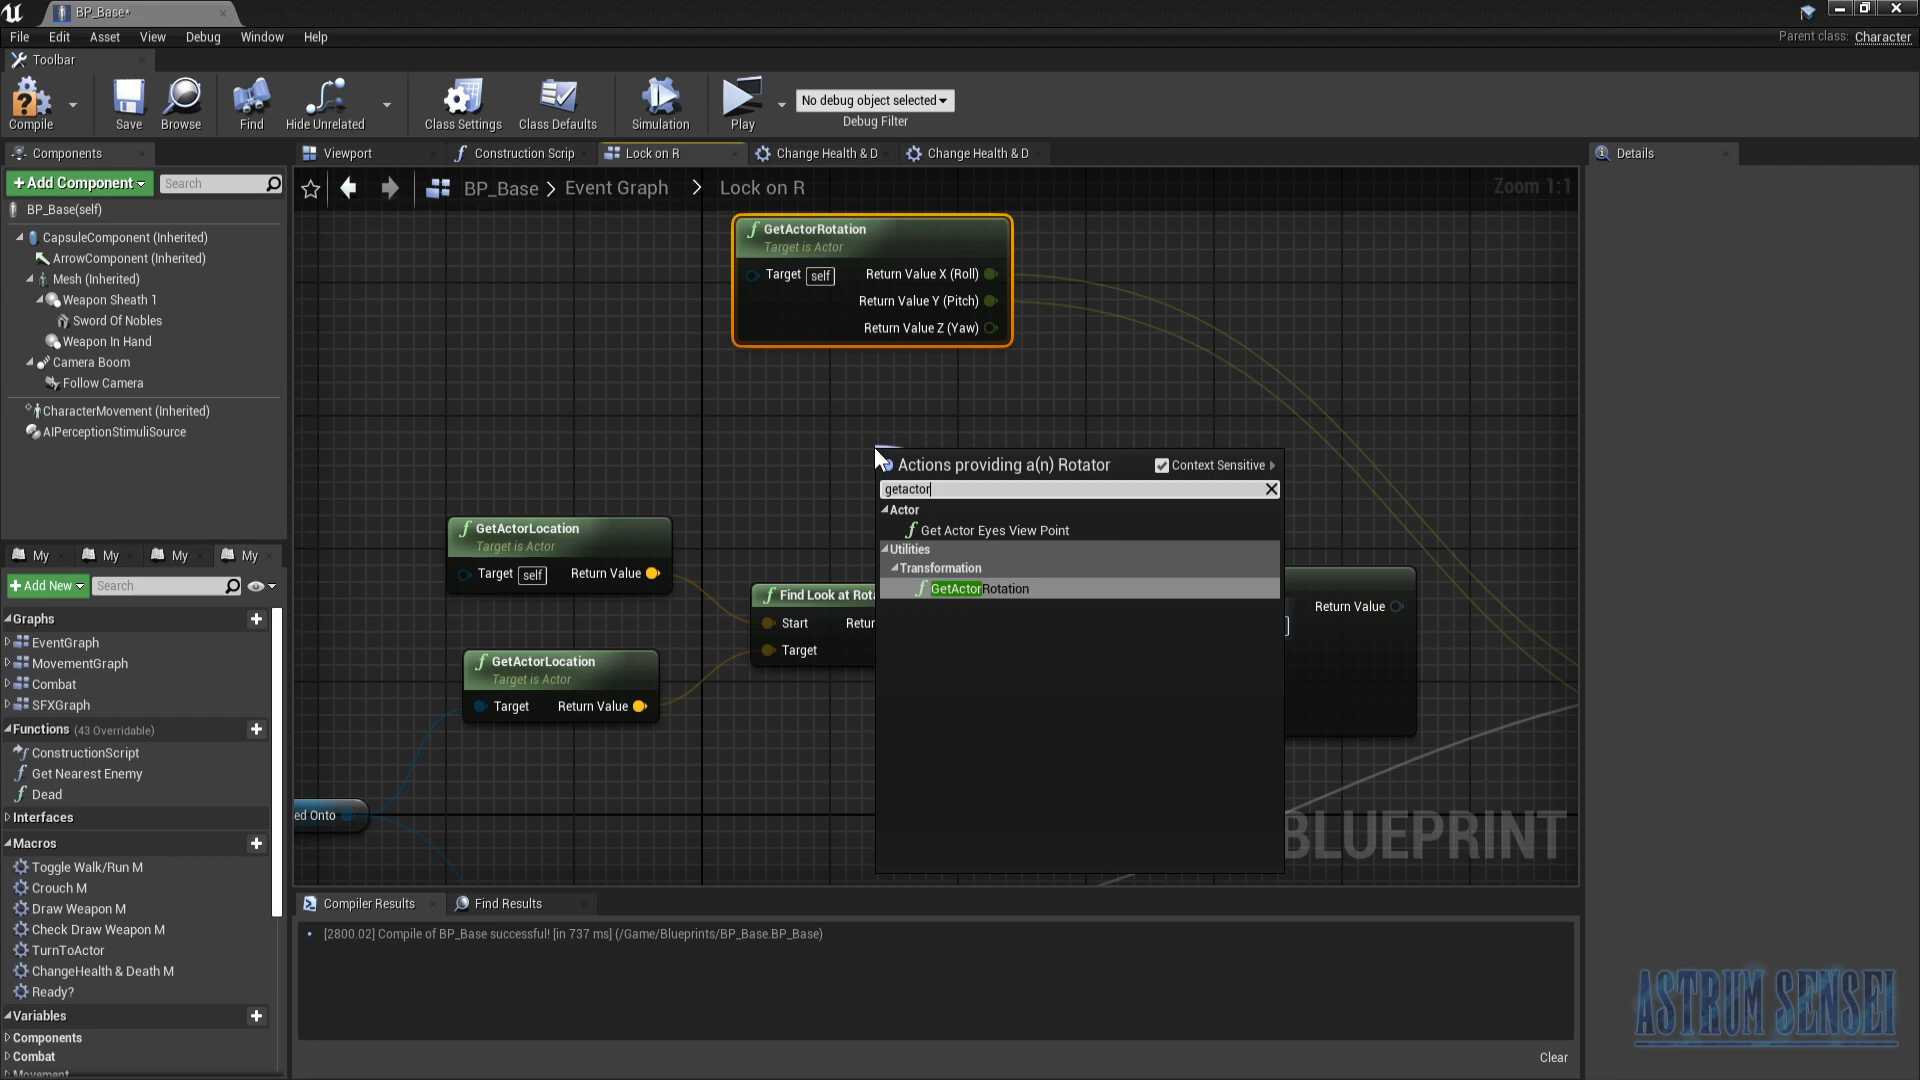 BP_Base*
File Edit Asset View Debug Window Help
Parent class: Character
Toolbar
Compile
Save
Browse
Find
Hide Unrelated
Class Settings
Class Defaults
Simulation
Play
No debug object selected
Debug Filter
Components
Add Component
Search
BP_Base(self)
CapsuleComponent (Inherited)
ArrowComponent (Inherited)
Mesh (Inherited)
Weapon Sheath 1
Sword Of Nobles
Weapon In Hand
Camera Boom
Follow Camera
CharacterMovement (Inherited)
AIPerceptionStimuliSource
My My My My
Add New
Search
Graphs
EventGraph
MovementGraph
Combat
SFXGraph
Functions (43 Overridable)
ConstructionScript
Get Nearest Enemy
Dead
Interfaces
Macros
Toggle Walk/Run M
Crouch M
Draw Weapon M
Check Draw Weapon M
TurnToActor
ChangeHealth & Death M
Ready?
Variables
Components
Combat
Movement
Viewport
Construction Scrip
Lock on R
Change Health & D
Change Health & D
BP_Base > Event Graph > Lock on R
Zoom 1:1
GetActorRotation
Target is Actor
Target self Return Value X (Roll)
Return Value Y (Pitch)
Return Value Z (Yaw)
GetActorLocation
Target is Actor
Target self Return Value
GetActorLocation
Target is Actor
Target Return Value
Find Look at Rota
Start Retur
Target
ed Onto
Actions providing a(n) Rotator
Context Sensitive
getactor
Actor
Get Actor Eyes View Point
Utilities
Transformation
GetActorRotation
Return Value
BLUEPRINT
Compiler Results
Find Results
[2800.02] Compile of BP_Base successful! [in 737 ms] (/Game/Blueprints/BP_Base.BP_Base)
Clear
Details
ASTRUM SENSEI